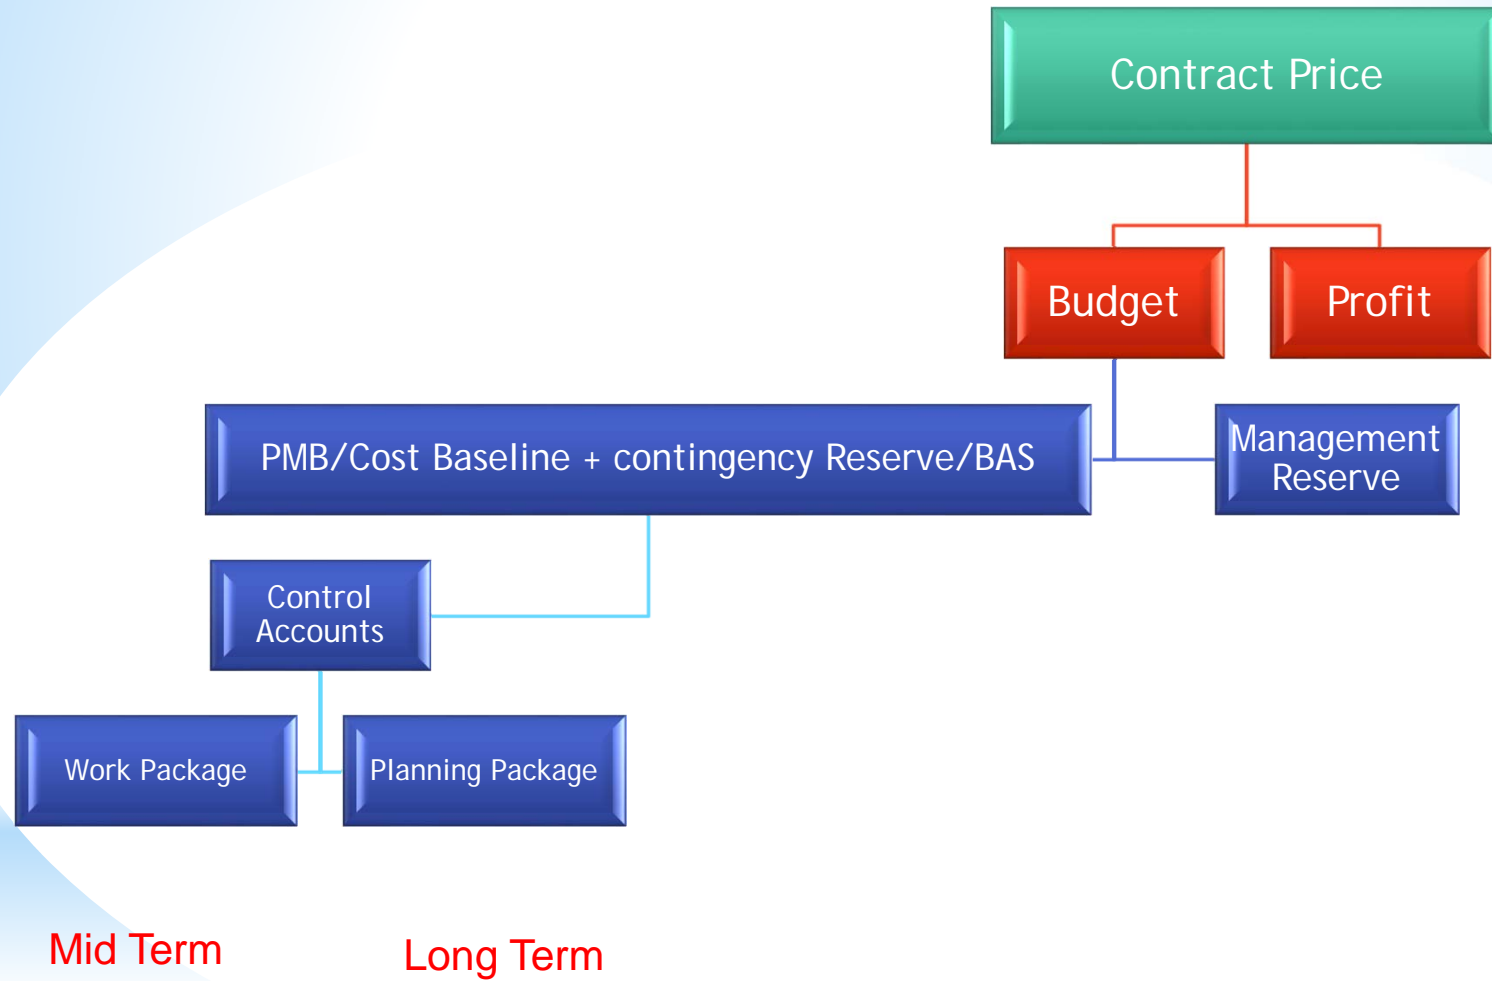 Contract Price
Budget
Profit
PMB/Cost Baseline + contingency Reserve/BAS
Management
Reserve
Control
Accounts
Work Package
Planning Package
Mid Term
Long Term